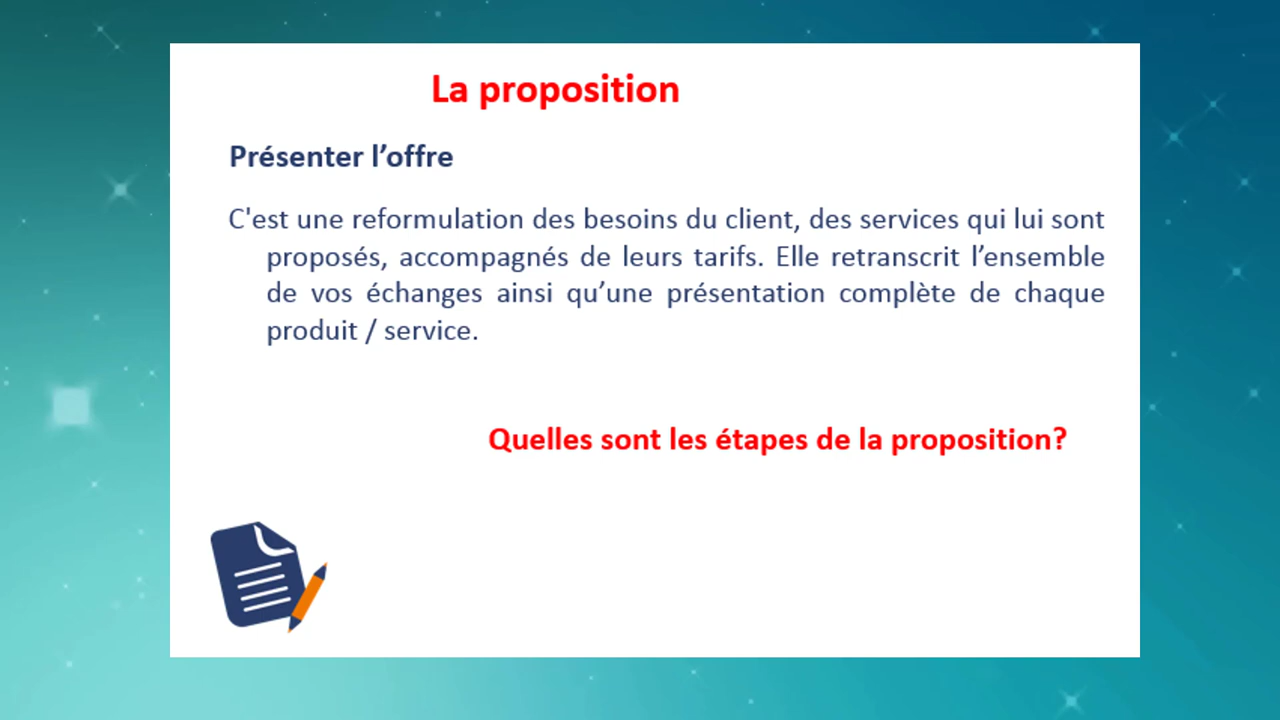 La proposition
Présenter l’offre
C'est une reformulation des besoins du client, des services qui lui sont
proposés, accompagnés de leurs tarifs. Elle retranscrit l’ensemble
de vos échanges ainsi qu’une présentation complète de chaque
produit / service.
Quelles sont les étapes de la proposition?